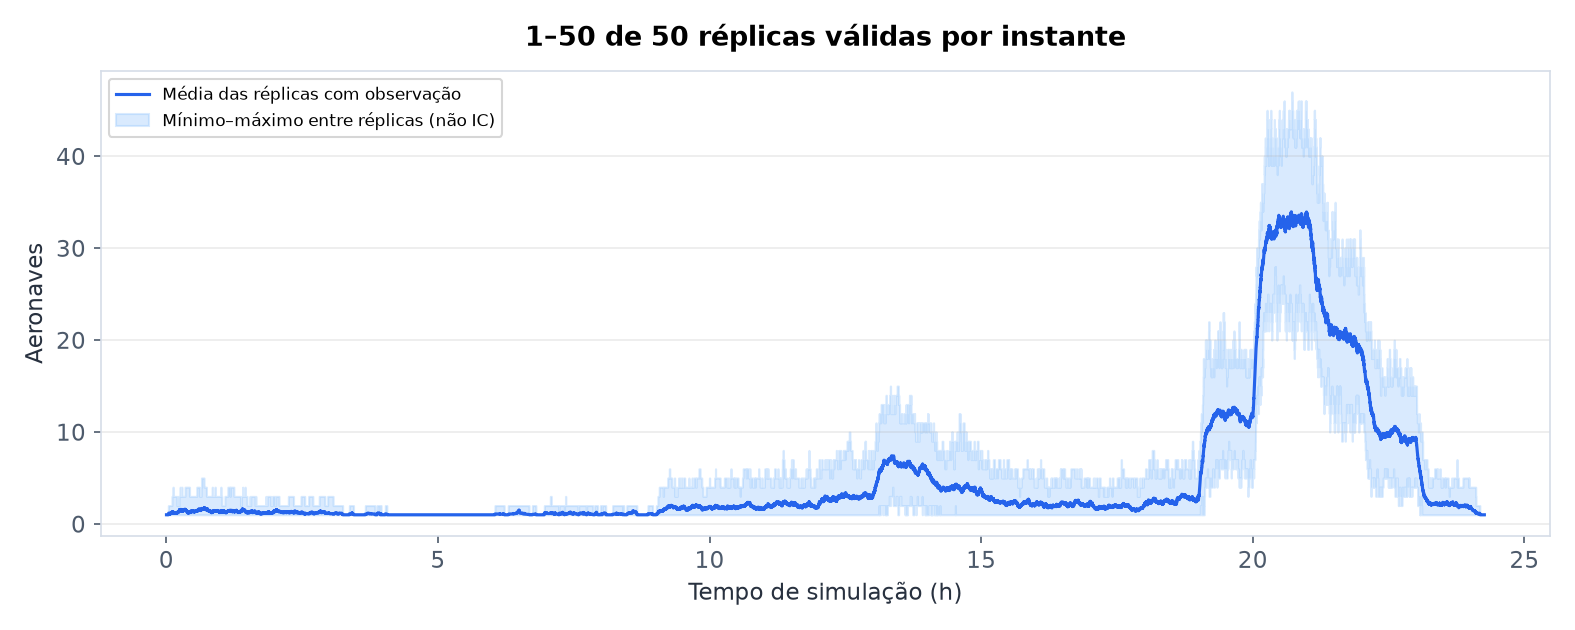 1–50 de 50 réplicas válidas por instante
Média das réplicas com observação
Mínimo–máximo entre réplicas (não IC)
Aeronaves
40
30
20
10
0
0 5 10 15 20 25
Tempo de simulação (h)